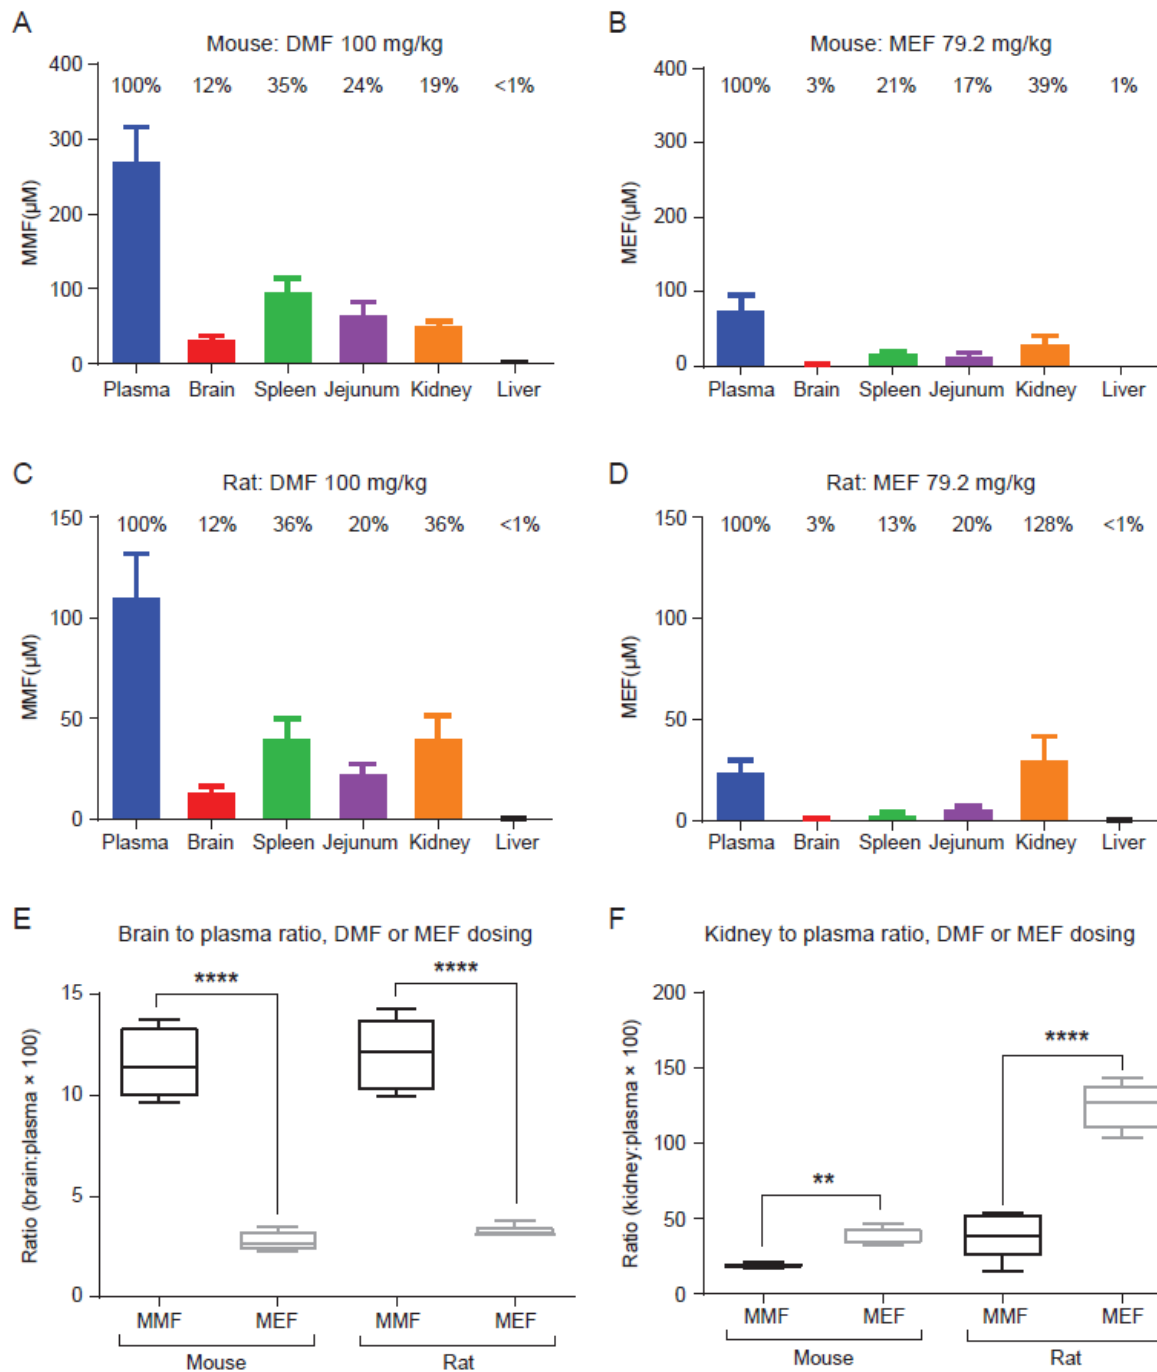 A
Mouse: DMF 100 mg/kg
400
300
200
100
0
MMF(µM)
100% 12% 35% 24% 19% <1%
Plasma Brain Spleen Jejunum Kidney Liver
B
Mouse: MEF 79.2 mg/kg
400
300
200
100
0
MEF(µM)
100% 3% 21% 17% 39% 1%
Plasma Brain Spleen Jejunum Kidney Liver
C
Rat: DMF 100 mg/kg
150
100
50
0
MMF(µM)
100% 12% 36% 20% 36% <1%
Plasma Brain Spleen Jejunum Kidney Liver
D
Rat: MEF 79.2 mg/kg
150
100
50
0
MEF(µM)
100% 3% 13% 20% 128% <1%
Plasma Brain Spleen Jejunum Kidney Liver
E
Brain to plasma ratio, DMF or MEF dosing
15
10
5
0
Ratio (brain:plasma × 100)
**** ****
MMF MEF MMF MEF
Mouse Rat
F
Kidney to plasma ratio, DMF or MEF dosing
200
150
100
50
0
Ratio (kidney:plasma × 100)
** ****
MMF MEF MMF MEF
Mouse Rat